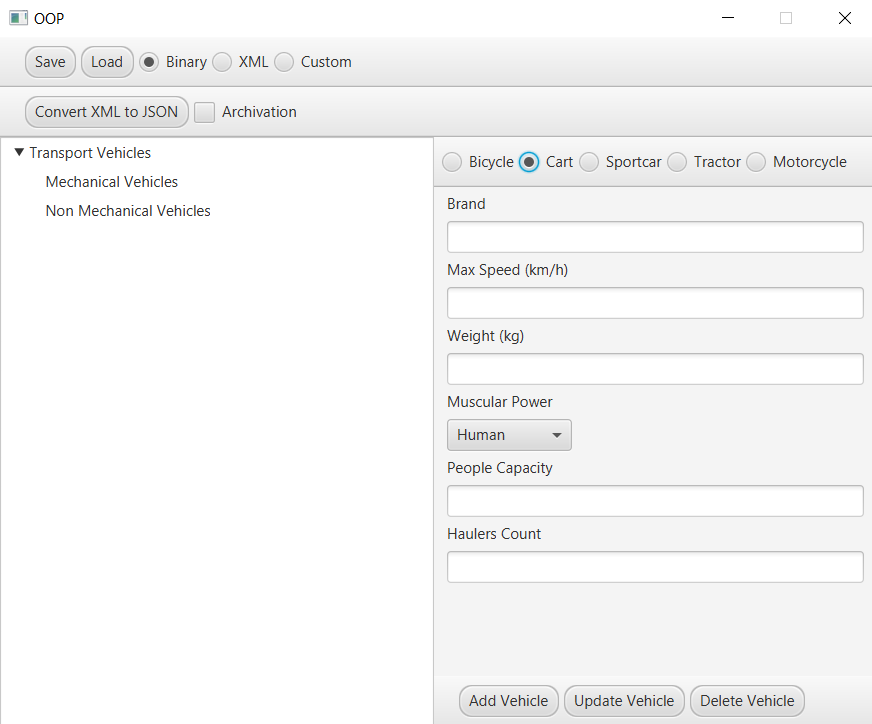 OOP
Save Load Binary XML Custom
Convert XML to JSON Archivation
Transport Vehicles
Mechanical Vehicles
Non Mechanical Vehicles
Bicycle Cart Sportcar Tractor Motorcycle
Brand
Max Speed (km/h)
Weight (kg)
Muscular Power
Human
People Capacity
Haulers Count
Add Vehicle Update Vehicle Delete Vehicle